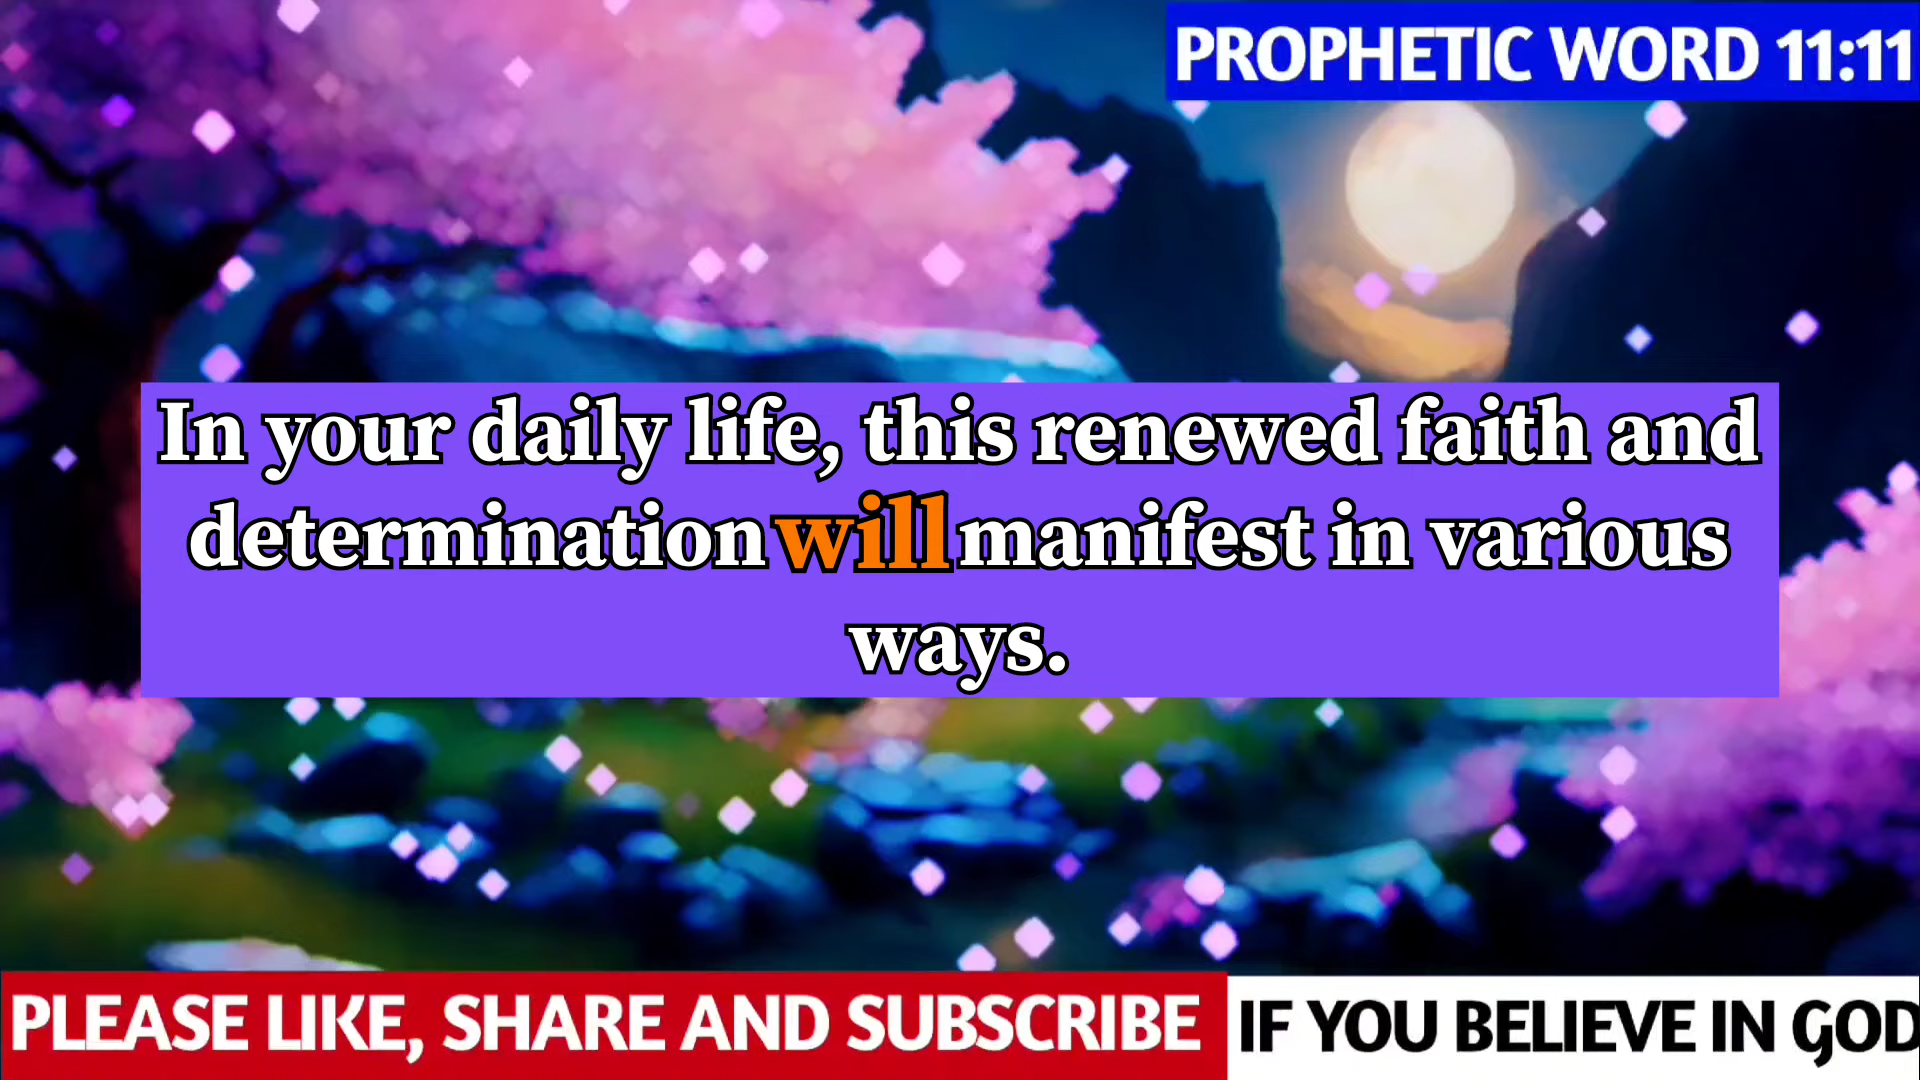 PROPHETIC WORD 11:11
In your daily life, this renewed faith and
determination will manifest in various
ways.
PLEASE LIKE, SHARE AND SUBSCRIBE IF YOU BELIEVE IN GOD